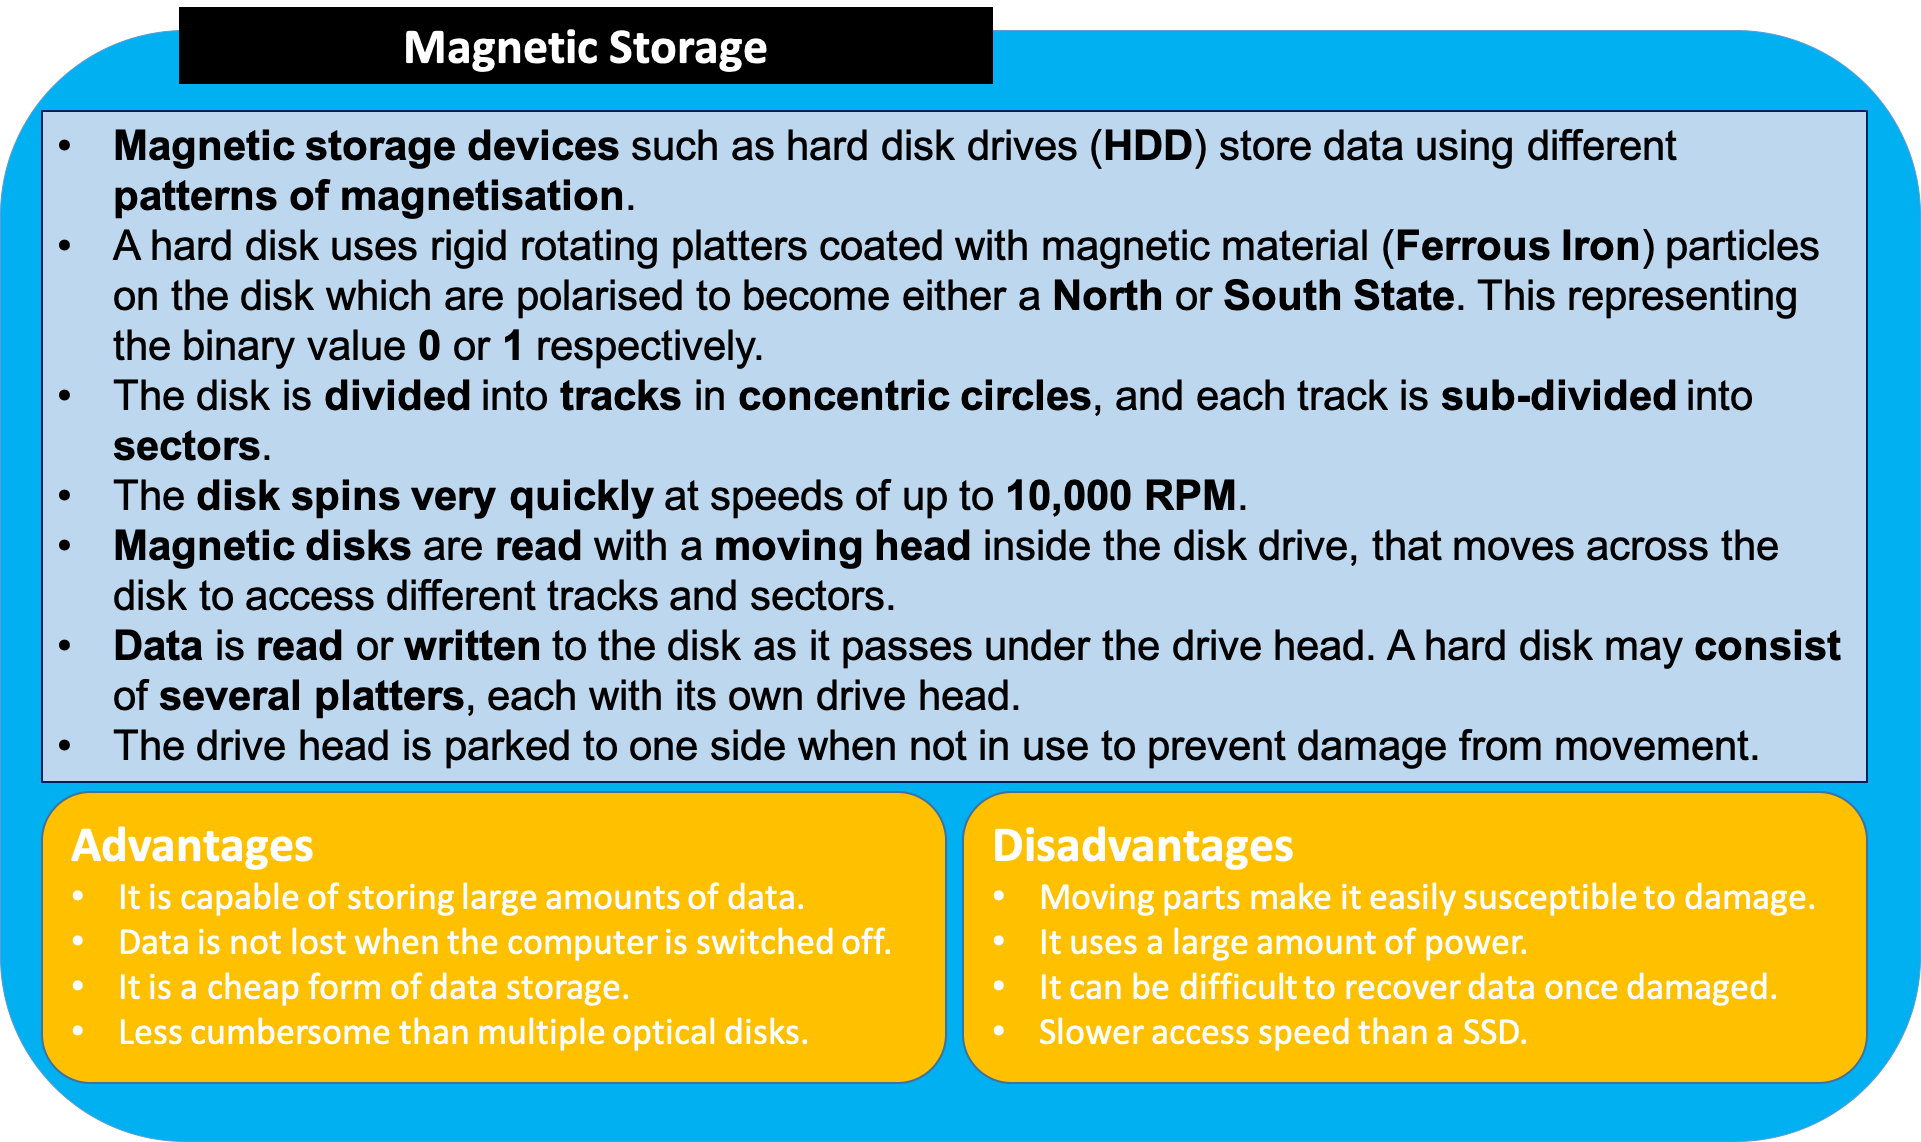 Magnetic Storage
• Magnetic storage devices such as hard disk drives (HDD) store data using different
patterns of magnetisation.
• A hard disk uses rigid rotating platters coated with magnetic material (Ferrous Iron) particles
on the disk which are polarised to become either a North or South State. This representing
the binary value 0 or 1 respectively.
• The disk is divided into tracks in concentric circles, and each track is sub-divided into
sectors.
• The disk spins very quickly at speeds of up to 10,000 RPM.
• Magnetic disks are read with a moving head inside the disk drive, that moves across the
disk to access different tracks and sectors.
• Data is read or written to the disk as it passes under the drive head. A hard disk may consist
of several platters, each with its own drive head.
• The drive head is parked to one side when not in use to prevent damage from movement.
Advantages
• It is capable of storing large amounts of data.
• Data is not lost when the computer is switched off.
• It is a cheap form of data storage.
• Less cumbersome than multiple optical disks.
Disadvantages
• Moving parts make it easily susceptible to damage.
• It uses a large amount of power.
• It can be difficult to recover data once damaged.
• Slower access speed than a SSD.